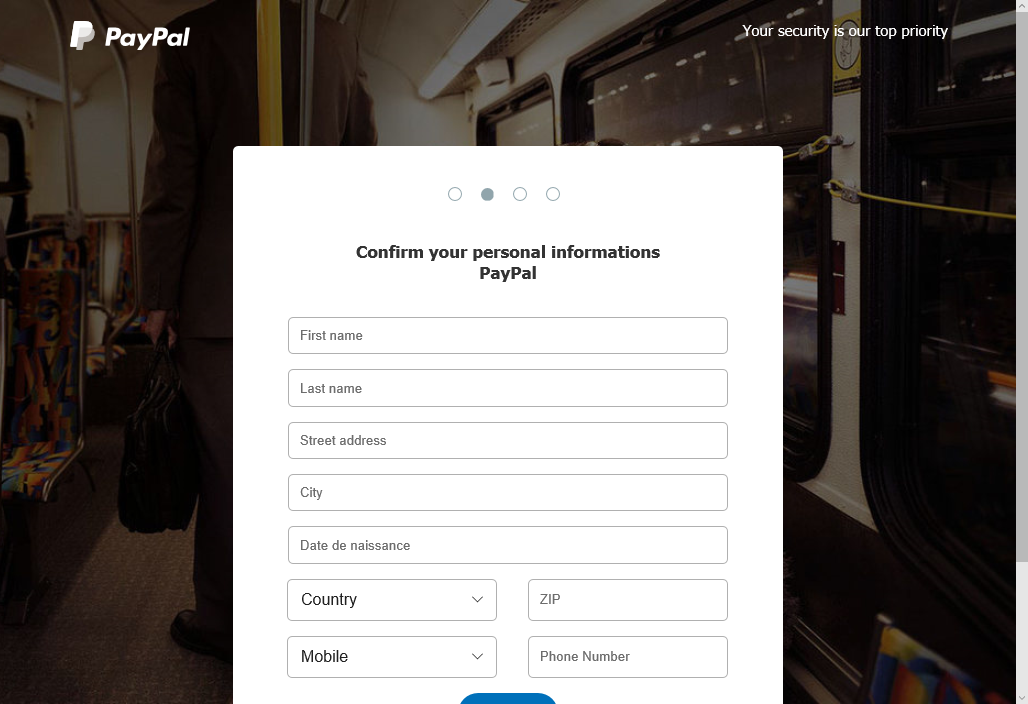 PayPal
Your security is our top priority
Confirm your personal informations
PayPal
First name
Last name
Street address
City
Date de naissance
Country
ZIP
Mobile
Phone Number